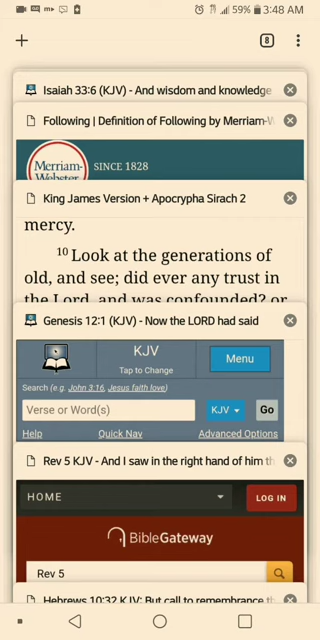 59% 3:48 AM
8
Isaiah 33:6 (KJV) - And wisdom and knowledge
Following | Definition of Following by Merriam-W
Merriam-
Webster
SINCE 1828
King James Version + Apocrypha Sirach 2
mercy.
10 Look at the generations of
old, and see; did ever any trust in
the Lord, and was confounded? or
Genesis 12:1 (KJV) - Now the LORD had said
KJV
Tap to Change
Menu
Search (e.g. John 3:16, Jesus faith love)
Verse or Word(s)
KJV
Go
Help Quick Nav Advanced Options
Rev 5 KJV - And I saw in the right hand of him th
HOME
LOG IN
BibleGateway
Rev 5
Hebrews 10:32 KJV: But call to remembrance th